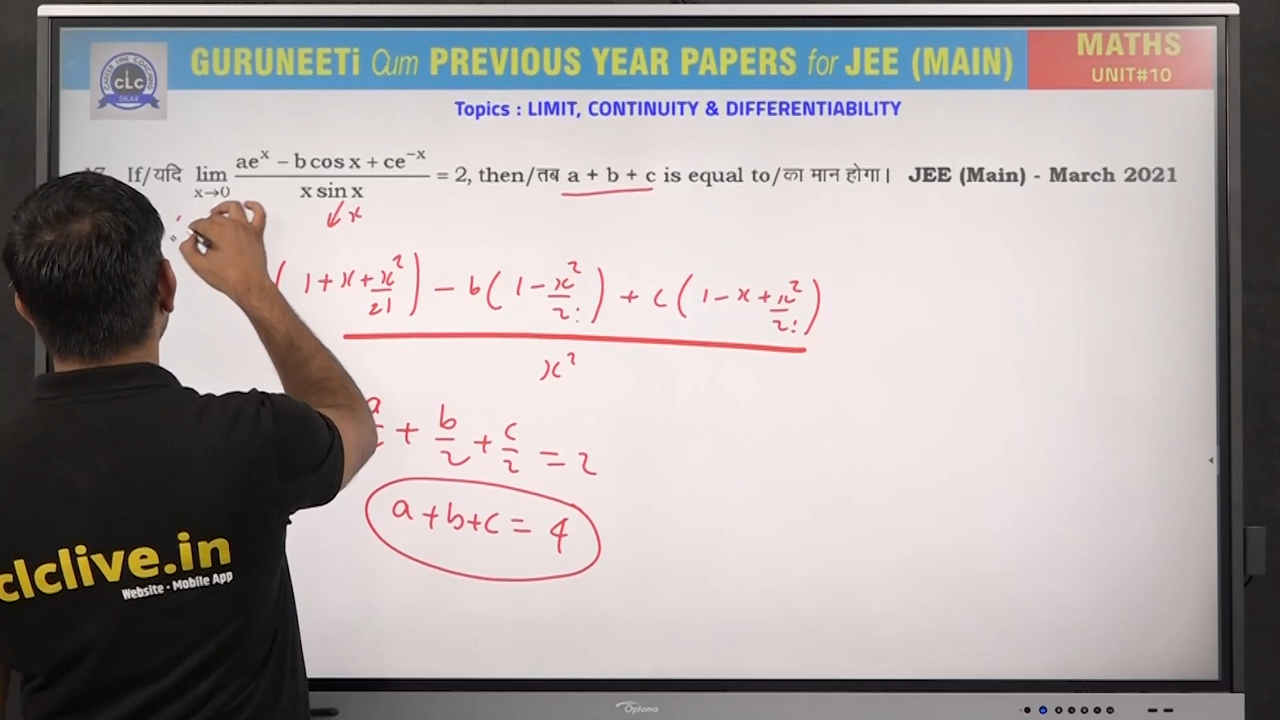 CLC
SIKAR
GURUNEETi Cum PREVIOUS YEAR PAPERS for JEE (MAIN)
MATHS
UNIT#10
Topics : LIMIT, CONTINUITY & DIFFERENTIABILITY
If/यदि lim x→0 (ae^x − b cos x + ce^−x) / (x sin x) = 2, then/तब a + b + c is equal to/का मान होगा। JEE (Main) - March 2021
x
(1 + x + x²/2!) − b(1 − x²/2!) + c(1 − x + x²/2!)
x²
+ b/2 + c/2 = 2
a + b + c = 4
clclive.in
Website - Mobile App
Optoma